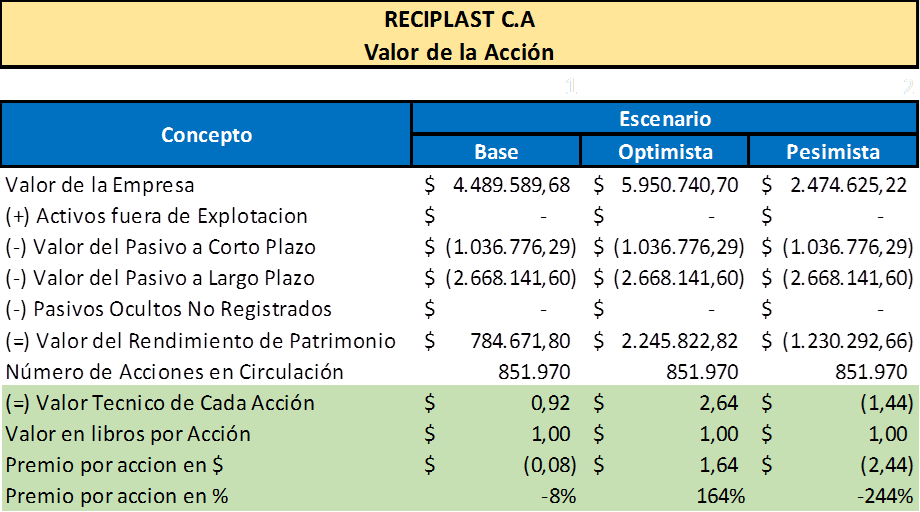 RECIPLAST C.A
Valor de la Acción
1 2
Concepto Escenario
Base Optimista Pesimista
Valor de la Empresa $ 4.489.589,68 $ 5.950.740,70 $ 2.474.625,22
(+) Activos fuera de Explotacion $ - $ - $ -
(-) Valor del Pasivo a Corto Plazo $ (1.036.776,29) $ (1.036.776,29) $ (1.036.776,29)
(-) Valor del Pasivo a Largo Plazo $ (2.668.141,60) $ (2.668.141,60) $ (2.668.141,60)
(-) Pasivos Ocultos No Registrados $ - $ - $ -
(=) Valor del Rendimiento de Patrimonio $ 784.671,80 $ 2.245.822,82 $ (1.230.292,66)
Número de Acciones en Circulación 851.970 851.970 851.970
(=) Valor Tecnico de Cada Acción $ 0,92 $ 2,64 $ (1,44)
Valor en libros por Acción $ 1,00 $ 1,00 $ 1,00
Premio por accion en $ $ (0,08) $ 1,64 $ (2,44)
Premio por accion en % -8% 164% -244%